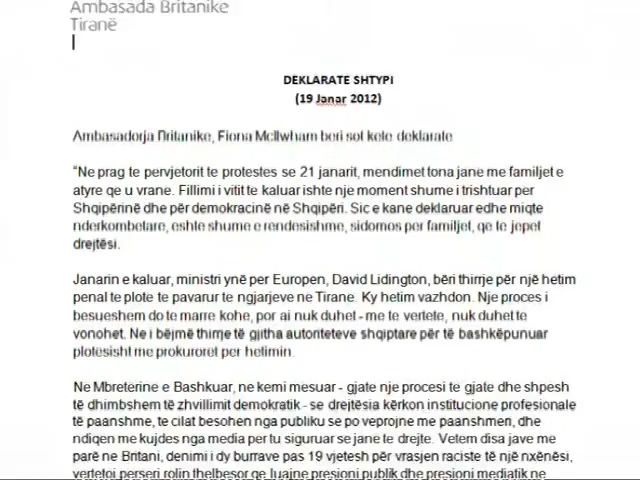 Ambasada Britanike
Tiranë
DEKLARATE SHTYPI
(19 Janar 2012)
Ambasadorja Britanike, Fiona McIlwham beri sot kete deklarate
"Ne prag te pervjetorit te protestes se 21 janarit, mendimet tona jane me familjet e
atyre qe u vrane. Fillimi i vitit te kaluar ishte nje moment shume i trishtuar per
Shqipërinë dhe për demokracinë në Shqipëri. Sic e kane deklaruar edhe miqte
nderkombetare, eshte shume e rendesishme, sidomos per familjet, qe te jepet
drejtësi.
Janarin e kaluar, ministri ynë per Europen, David Lidington, bëri thirrje për një hetim
penal te plote te pavarur te ngjarjeve ne Tirane. Ky hetim vazhdon. Nje proces i
besueshem do te marre kohe, por ai nuk duhet - me te vertete, nuk duhet te
vonohet. Ne i bëjmë thirrje të gjitha autoriteteve shqiptare për të bashkëpunuar
plotësisht me prokuroret per hetimin.
Ne Mbreterine e Bashkuar, ne kemi mesuar - gjate nje procesi te gjate dhe shpesh
të dhimbshem të zhvillimit demokratik - se drejtësia kërkon institucione profesionale
të paanshme, te cilat besohen nga publiku se po veprojne me paanshmeri, dhe
ndiqen me kujdes nga media per tu siguruar se jane te drejte. Vetem disa jave me
parë ne Britani, denimi i dy burrave pas 19 vjetesh për vrasjen raciste të një nxënësi,
vertetoi perseri rolin thelbesor qe luajne presioni publik dhe presioni mediatik ne